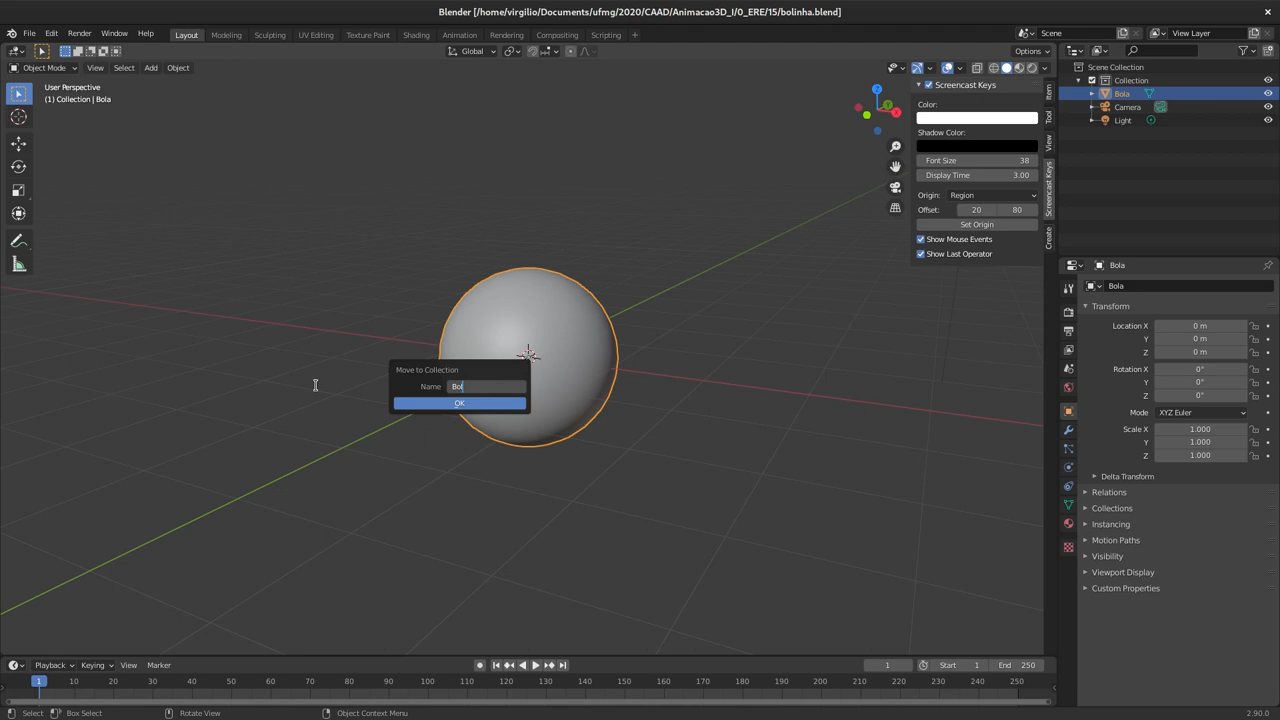 Blender [/home/virgilio/Documents/ufmg/2020/CAAD/Animacao3D_I/0_ERE/15/bolinha.blend]
File Edit Render Window Help Layout Modeling Sculpting UV Editing Texture Paint Shading Animation Rendering Compositing Scripting + Scene View Layer
Global Options
Object Mode View Select Add Object
User Perspective
(1) Collection | Bola
Z
Y
X
Screencast Keys
Color:
Shadow Color:
Font Size 38
Display Time 3.00
Origin: Region
Offset: 20 80
Set Origin
Show Mouse Events
Show Last Operator
Item
Tool
View
Screencast Keys
Create
Scene Collection
Collection
Bola
Camera
Light
Move to Collection
Name Bol
OK
Bola
Bola
Transform
Location X 0 m
Y 0 m
Z 0 m
Rotation X 0°
Y 0°
Z 0°
Mode XYZ Euler
Scale X 1.000
Y 1.000
Z 1.000
Delta Transform
Relations
Collections
Instancing
Motion Paths
Visibility
Viewport Display
Custom Properties
Playback Keying View Marker 1 Start 1 End 250
1 10 20 30 40 50 60 70 80 90 100 110 120 130 140 150 160 170 180 190 200 210 220 230 240 250
Select Box Select Rotate View Object Context Menu 2.90.0